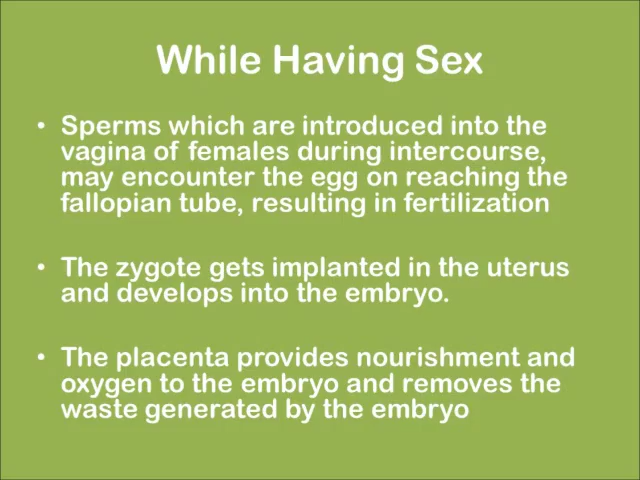 While Having Sex
• Sperms which are introduced into the
vagina of females during intercourse,
may encounter the egg on reaching the
fallopian tube, resulting in fertilization
• The zygote gets implanted in the uterus
and develops into the embryo.
• The placenta provides nourishment and
oxygen to the embryo and removes the
waste generated by the embryo